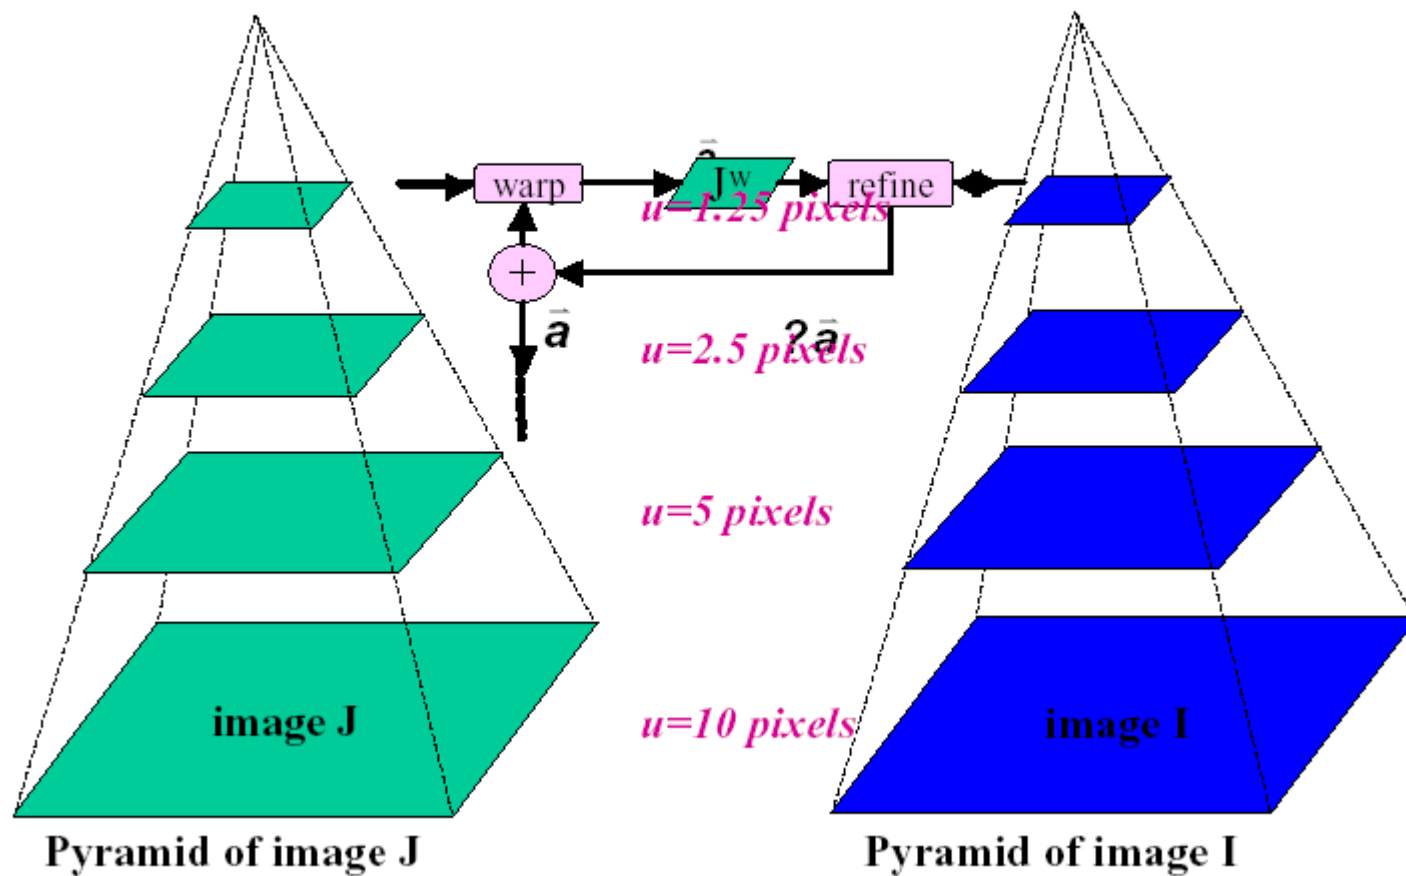 warp
J^w
refine
u=1.25 pixels
+
a
? a
u=2.5 pixels
u=5 pixels
image J
u=10 pixels
image I
Pyramid of image J
Pyramid of image I